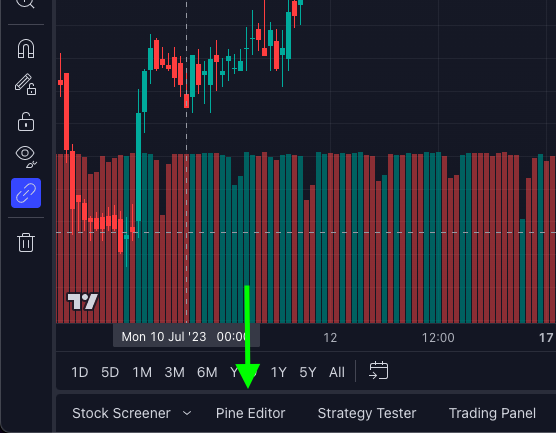 Mon 10 Jul '23 00:00
12
12:00
17
1D 5D 1M 3M 6M 1Y 5Y All
Stock Screener Pine Editor Strategy Tester Trading Panel